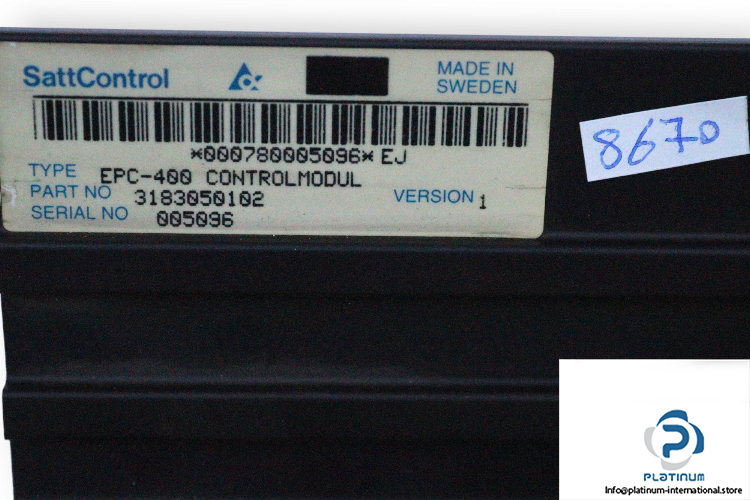 SattControl
MADE IN
SWEDEN
*000780005096* EJ
TYPE EPC-400 CONTROLMODUL
PART NO 3183050102
VERSION 1
SERIAL NO 005096
8670
PLATINUM
Info@platinum-international.store